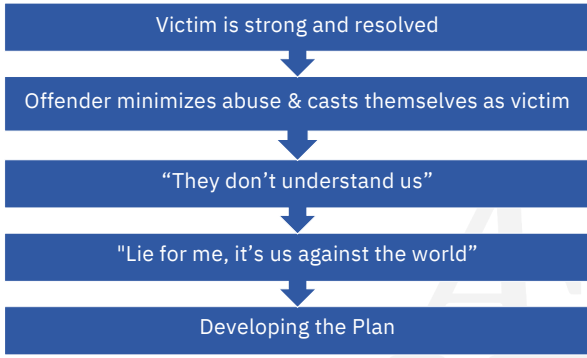 Victim is strong and resolved
Offender minimizes abuse & casts themselves as victim
“They don’t understand us”
"Lie for me, it’s us against the world”
Developing the Plan